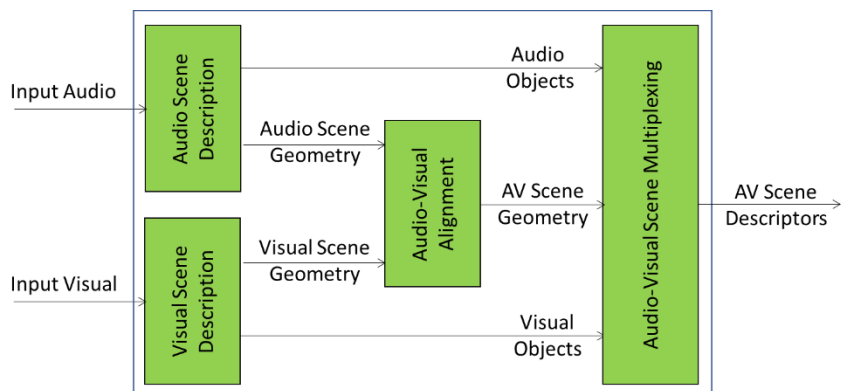 Input Audio
Audio Scene
Description
Audio
Objects
Audio Scene
Geometry
Audio-Visual
Alignment
AV Scene
Geometry
Audio-Visual Scene Multiplexing
AV Scene
Descriptors
Input Visual
Visual Scene
Description
Visual Scene
Geometry
Visual
Objects